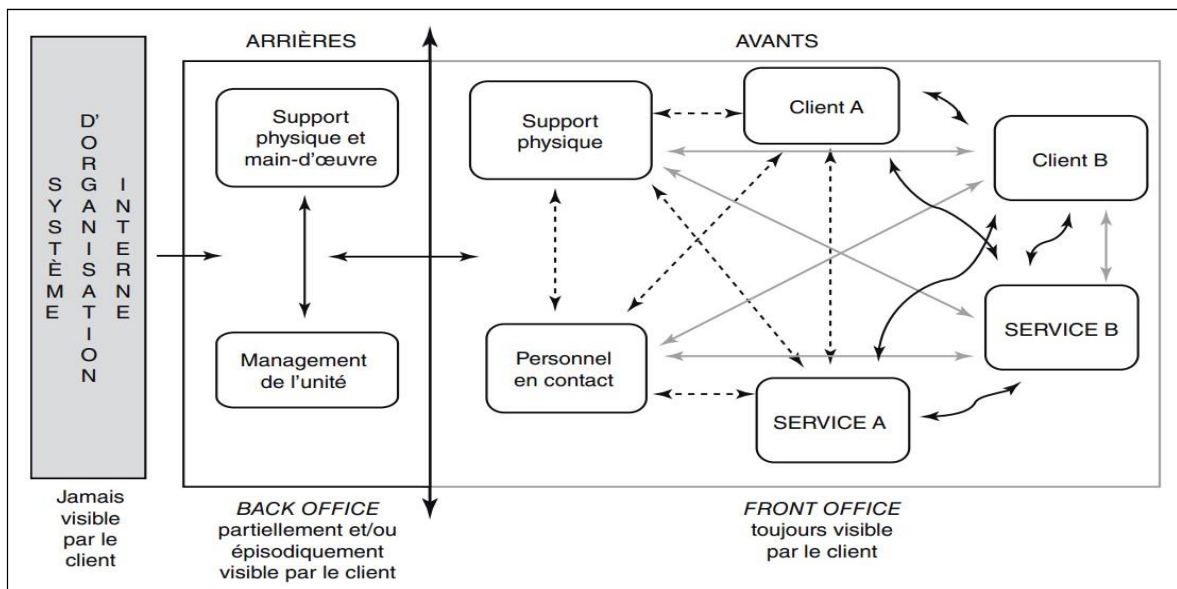 ARRIÈRES
AVANTS
SYSTÈME
D'ORGANISATION
INTERNE
Support
physique et
main-d'œuvre
Management
de l'unité
Support
physique
Client A
Client B
Personnel
en contact
SERVICE A
SERVICE B
Jamais
visible
par le
client
BACK OFFICE
partiellement et/ou
épisodiquement
visible par le client
FRONT OFFICE
toujours visible
par le client